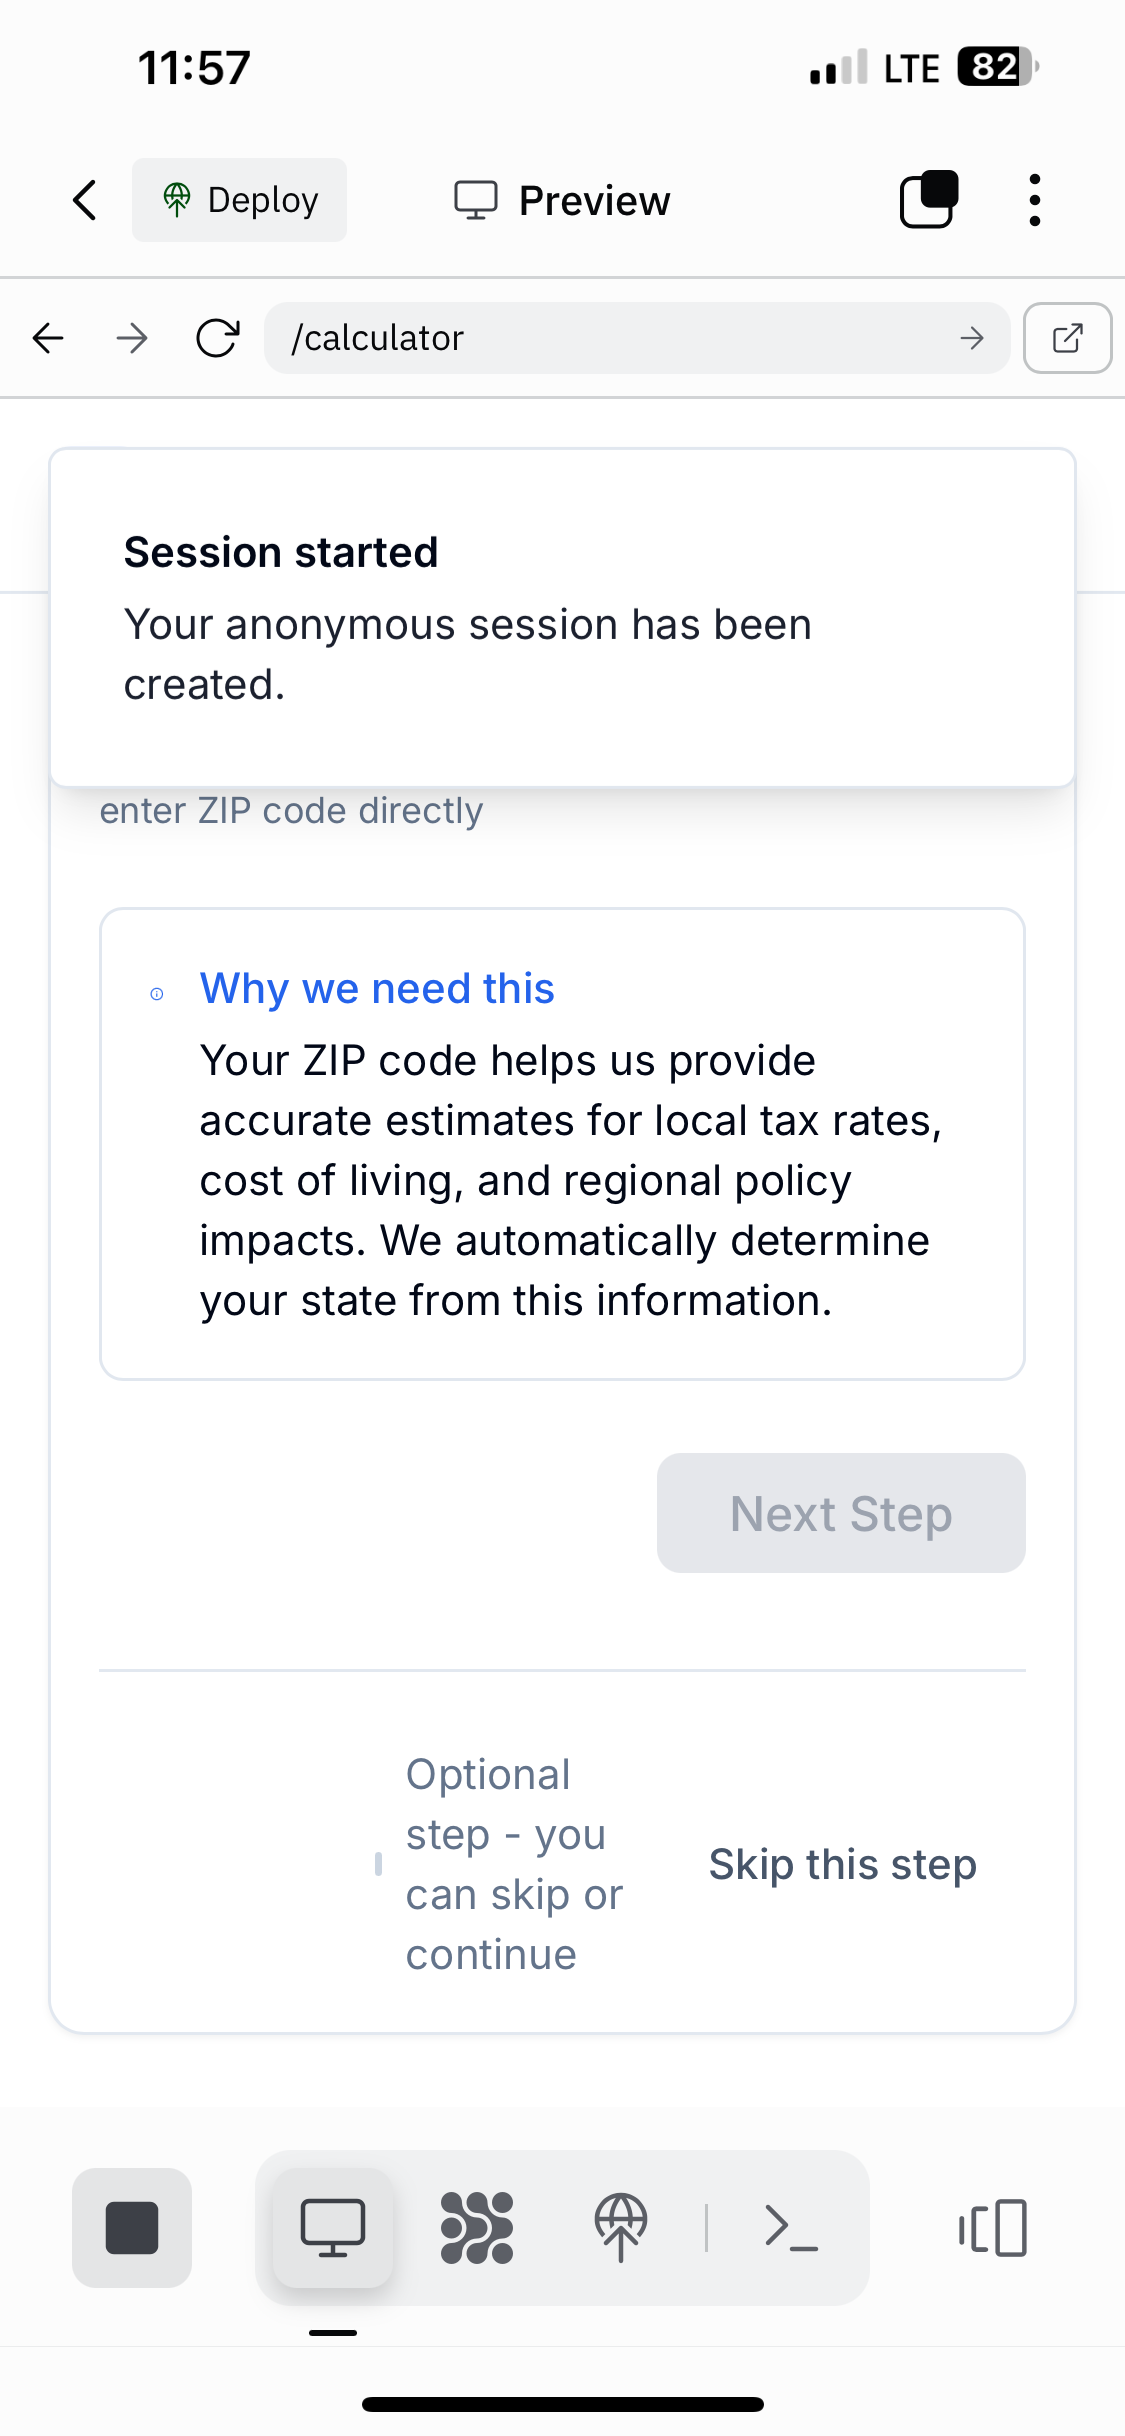 11:57
LTE
82
Deploy
Preview
/calculator
Session started
Your anonymous session has been
created.
enter ZIP code directly
Why we need this
Your ZIP code helps us provide
accurate estimates for local tax rates,
cost of living, and regional policy
impacts. We automatically determine
your state from this information.
Next Step
Optional
step - you
can skip or
continue
Skip this step